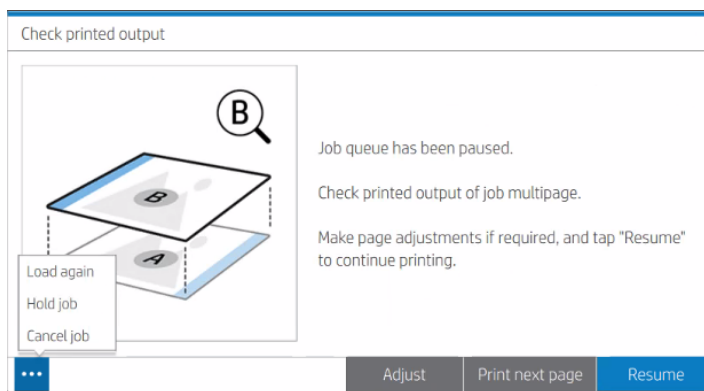 Check printed output
B
B
A
Job queue has been paused.
Check printed output of job multipage.
Make page adjustments if required, and tap "Resume"
to continue printing.
Load again
Hold job
Cancel job
Adjust
Print next page
Resume